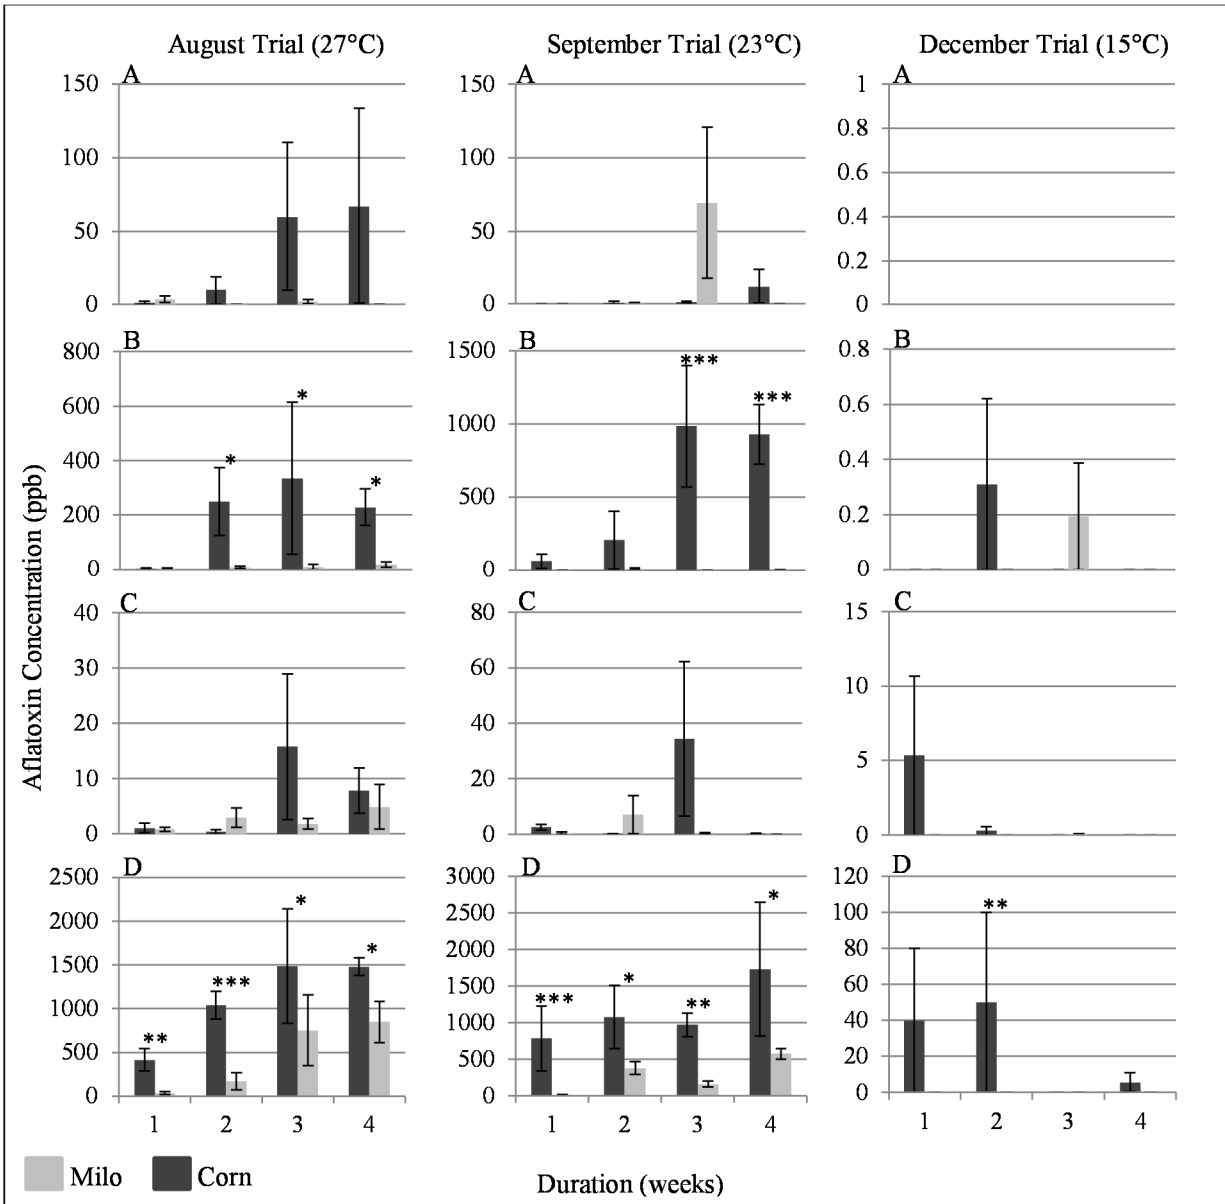 August Trial (27°C) September Trial (23°C) December Trial (15°C)
A A A
150 150 1
100 100 0.8
50 50 0.6
0 0 0.4
0.2
0
B B B
800 1500 0.8
600 1000 0.6
400 500 0.4
200 0 0.2
0 0
* * *
*** ***
C C C
40 80 15
30 60 10
20 40 5
10 20 0
0 0
D D D
2500 3000 120
2000 2500 100
1500 2000 80
1000 1500 60
500 1000 40
0 500 20
0 0
** *** * *
*** * ** *
**
1 2 3 4 1 2 3 4 1 2 3 4
Aflatoxin Concentration (ppb)
Milo Corn
Duration (weeks)